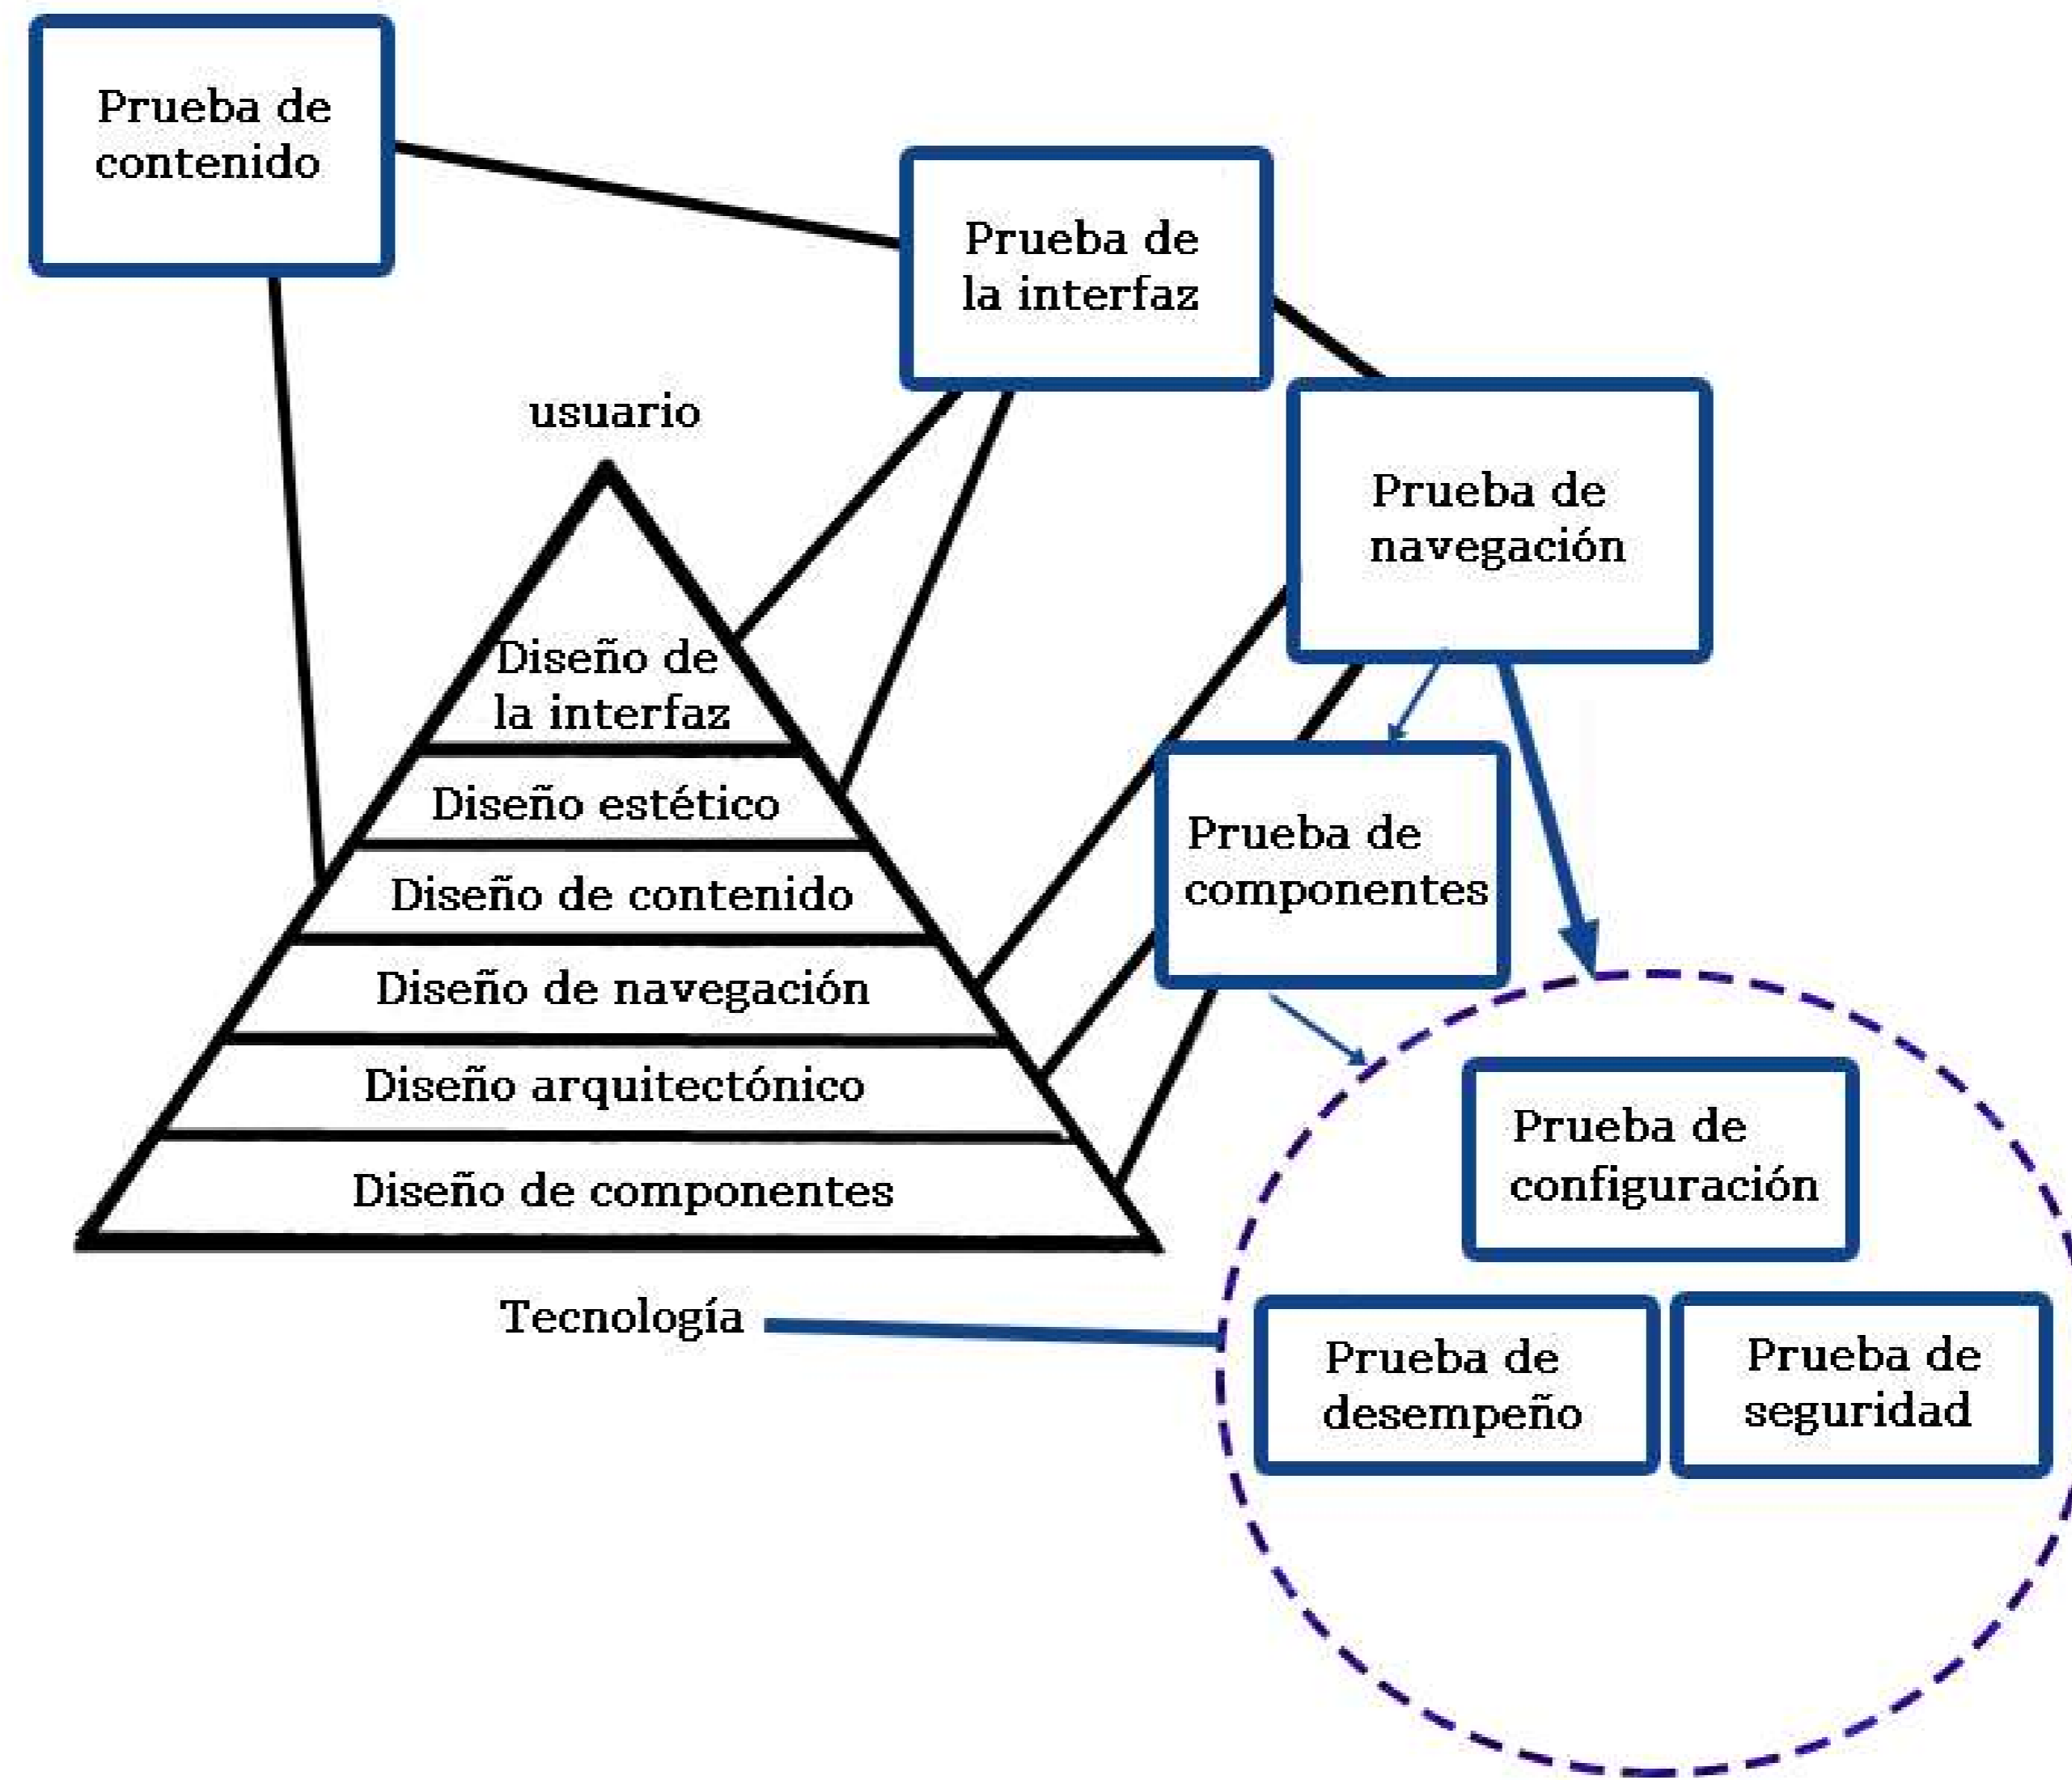 Prueba de
contenido
Prueba de
la interfaz
usuario
Prueba de
navegación
Diseño de
la interfaz
Diseño estético
Prueba de
componentes
Diseño de contenido
Diseño de navegación
Diseño arquitectónico
Diseño de componentes
Prueba de
configuración
Tecnología
Prueba de
desempeño
Prueba de
seguridad